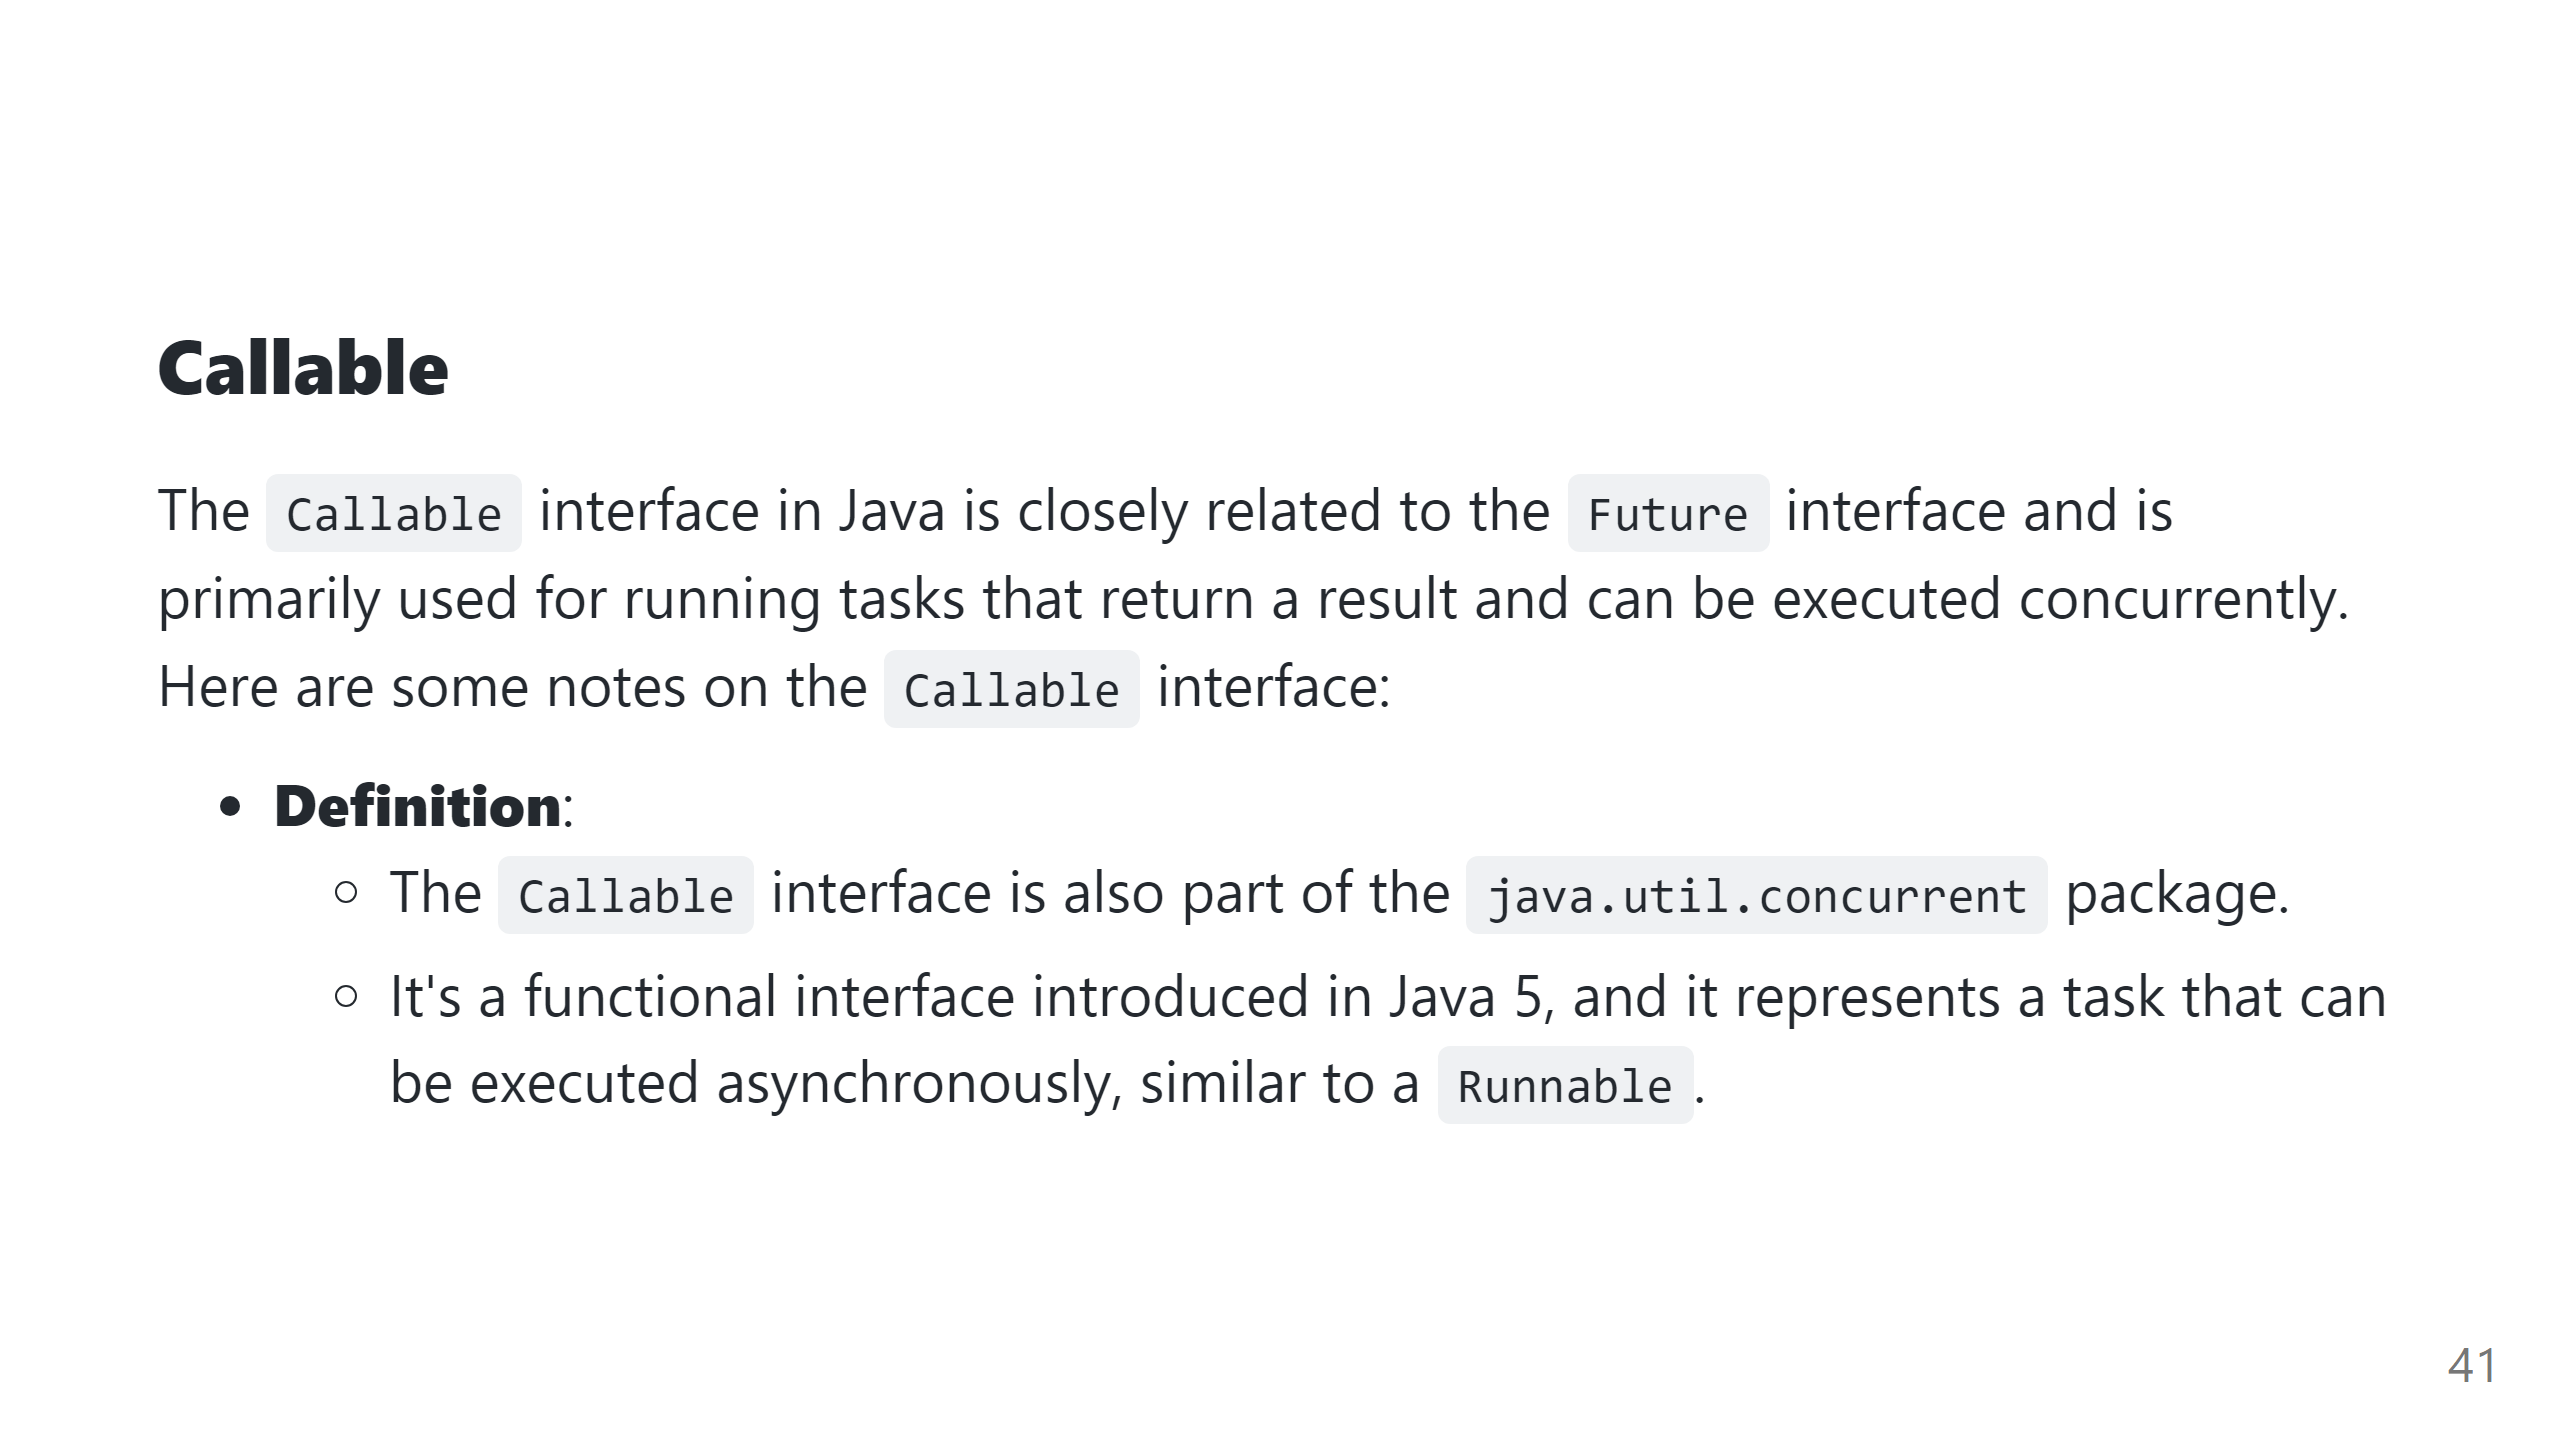 Callable
The Callable interface in Java is closely related to the Future interface and is
primarily used for running tasks that return a result and can be executed concurrently.
Here are some notes on the Callable interface:
• Definition:
○ The Callable interface is also part of the java.util.concurrent package.
○ It's a functional interface introduced in Java 5, and it represents a task that can
be executed asynchronously, similar to a Runnable.
41